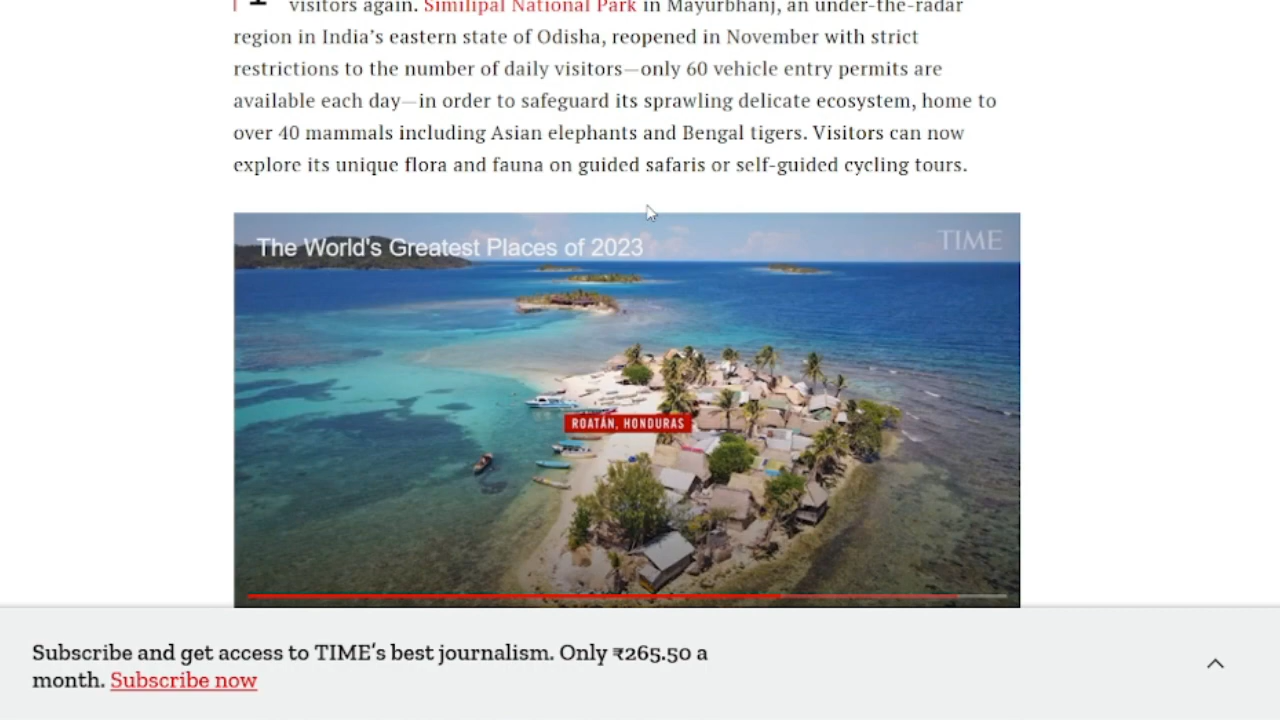 visitors again. Similipal National Park in Mayurbhanj, an under-the-radar
region in India’s eastern state of Odisha, reopened in November with strict
restrictions to the number of daily visitors—only 60 vehicle entry permits are
available each day—in order to safeguard its sprawling delicate ecosystem, home to
over 40 mammals including Asian elephants and Bengal tigers. Visitors can now
explore its unique flora and fauna on guided safaris or self-guided cycling tours.
The World's Greatest Places of 2023
TIME
ROATÁN, HONDURAS
Subscribe and get access to TIME's best journalism. Only ₹265.50 a
month. Subscribe now